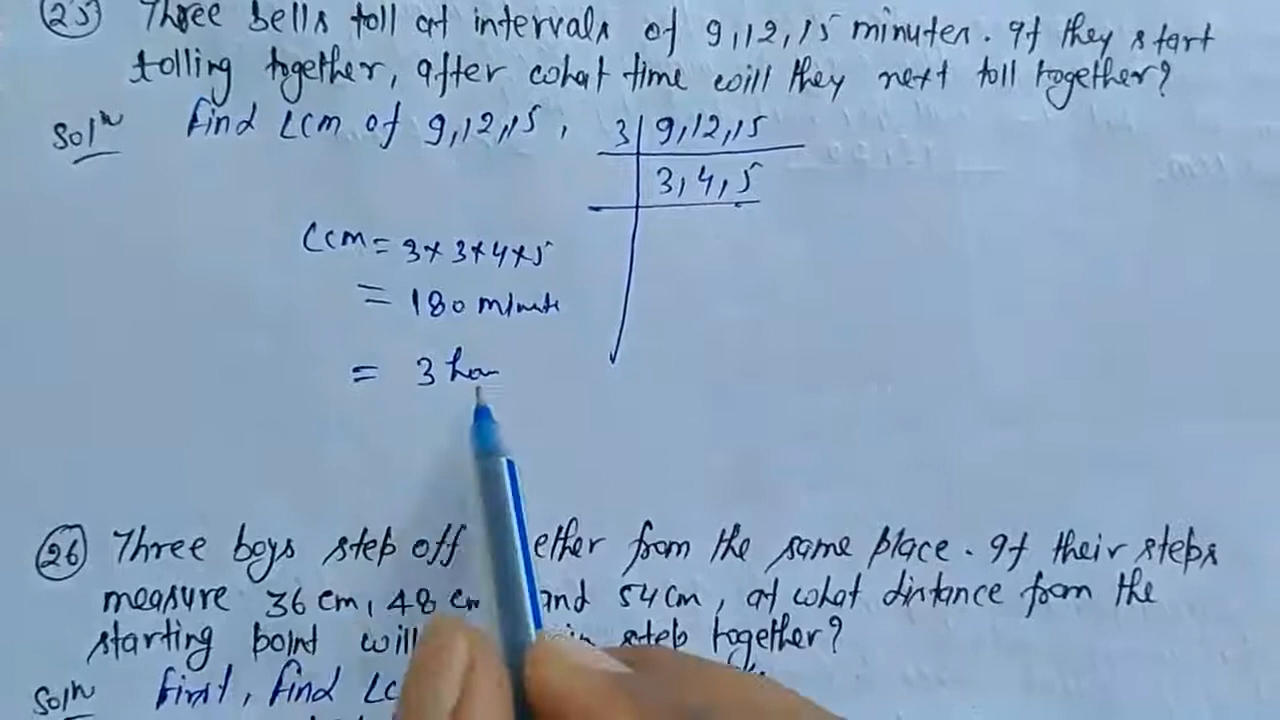 (25) Three bells toll at intervals of 9,12,15 minutes. If they start
tolling together, after what time will they next toll together?
Solⁿ find LCM of 9,12,15,
3 | 9,12,15
3,4,5
LCM = 3×3×4×5
= 180 minute
= 3 hou
(26) Three boys step off ether from the same place. If their steps
measure 36 cm, 48 cm and 54 cm, at what distance from the
starting point will step together?
Solⁿ First, find LC